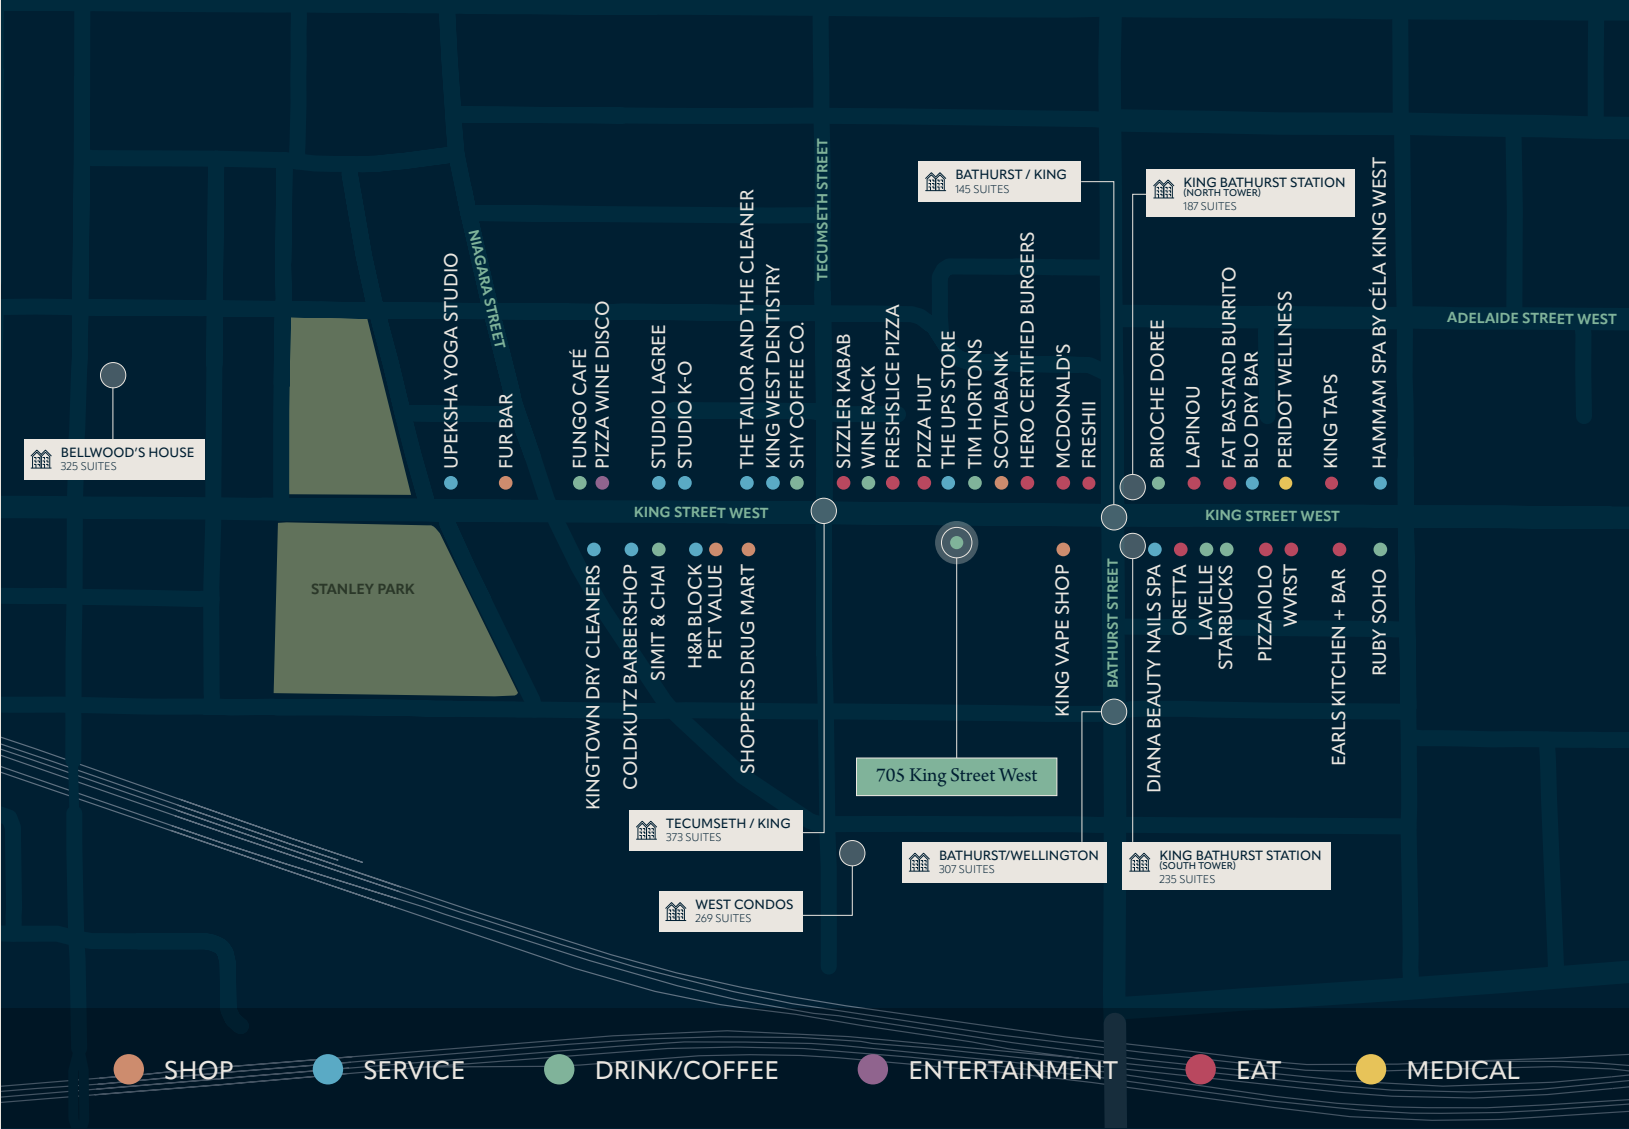 TECUMSETH STREET
BATHURST / KING
145 SUITES
KING BATHURST STATION
(NORTH TOWER)
187 SUITES
NIAGARA STREET
ADELAIDE STREET WEST
BELLWOOD'S HOUSE
325 SUITES
UPEKSHA YOGA STUDIO
FUR BAR
FUNGO CAFÉ
PIZZA WINE DISCO
STUDIO LAGREE
STUDIO K-O
THE TAILOR AND THE CLEANER
KING WEST DENTISTRY
SHY COFFEE CO.
SIZZLER KABAB
WINE RACK
FRESHSLICE PIZZA
PIZZA HUT
THE UPS STORE
TIM HORTONS
SCOTIABANK
HERO CERTIFIED BURGERS
MCDONALD'S
FRESHII
BRIOCHE DOREE
LAPINOU
FAT BASTARD BURRITO
BLO DRY BAR
PERIDOT WELLNESS
KING TAPS
HAMMAM SPA BY CÉLA KING WEST
KING STREET WEST
KING STREET WEST
STANLEY PARK
KINGTOWN DRY CLEANERS
COLDKUTZ BARBERSHOP
SIMIT & CHAI
H&R BLOCK
PET VALUE
SHOPPERS DRUG MART
KING VAPE SHOP
BATHURST STREET
DIANA BEAUTY NAILS SPA
ORETTA
LAVELLE
STARBUCKS
PIZZAIOLO
WVRST
EARLS KITCHEN + BAR
RUBY SOHO
705 King Street West
TECUMSETH / KING
373 SUITES
BATHURST/WELLINGTON
307 SUITES
KING BATHURST STATION
(SOUTH TOWER)
235 SUITES
WEST CONDOS
269 SUITES
SHOP
SERVICE
DRINK/COFFEE
ENTERTAINMENT
EAT
MEDICAL